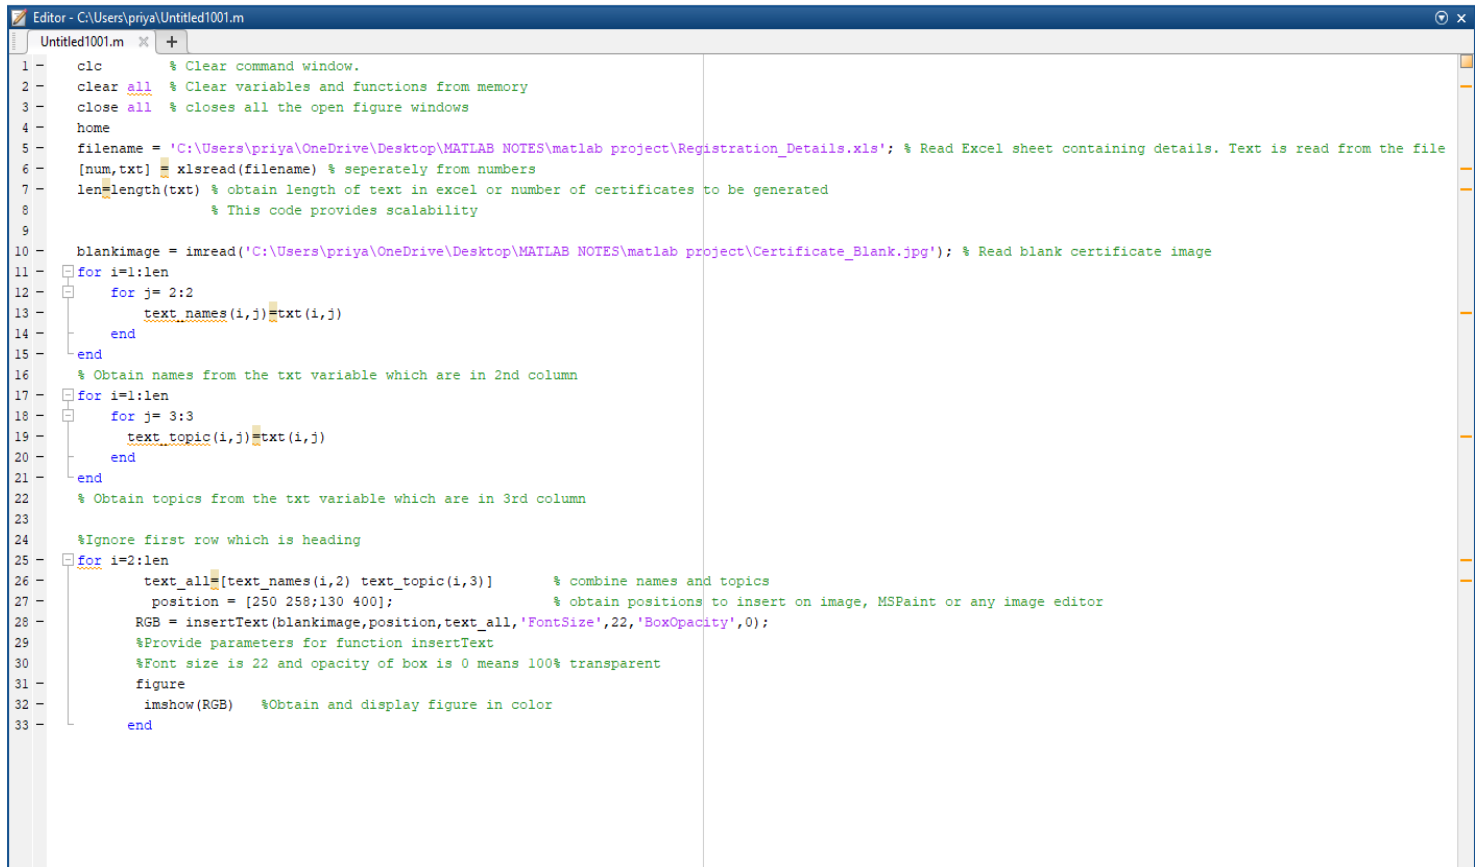 Editor - C:\Users\priya\Untitled1001.m
Untitled1001.m
1 - clc % Clear command window.
2 - clear all % Clear variables and functions from memory
3 - close all % closes all the open figure windows
4 - home
5 - filename = 'C:\Users\priya\OneDrive\Desktop\MATLAB NOTES\matlab project\Registration_Details.xls'; % Read Excel sheet containing details. Text is read from the file
6 - [num,txt] = xlsread(filename) % seperately from numbers
7 - len=length(txt) % obtain length of text in excel or number of certificates to be generated
8 % This code provides scalability
9
10 - blankimage = imread('C:\Users\priya\OneDrive\Desktop\MATLAB NOTES\matlab project\Certificate_Blank.jpg'); % Read blank certificate image
11 - for i=1:len
12 - for j= 2:2
13 - text_names(i,j)=txt(i,j)
14 - end
15 - end
16 % Obtain names from the txt variable which are in 2nd column
17 - for i=1:len
18 - for j= 3:3
19 - text_topic(i,j)=txt(i,j)
20 - end
21 - end
22 % Obtain topics from the txt variable which are in 3rd column
23
24 %Ignore first row which is heading
25 - for i=2:len
26 - text_all=[text_names(i,2) text_topic(i,3)] % combine names and topics
27 - position = [250 258;130 400]; % obtain positions to insert on image, MSPaint or any image editor
28 - RGB = insertText(blankimage,position,text_all,'FontSize',22,'BoxOpacity',0);
29 %Provide parameters for function insertText
30 %Font size is 22 and opacity of box is 0 means 100% transparent
31 - figure
32 - imshow(RGB) %Obtain and display figure in color
33 - end